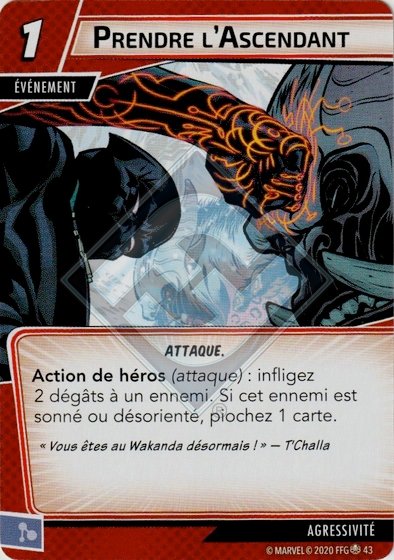 1
PRENDRE L'ASCENDANT
ÉVÉNEMENT
ATTAQUE.
Action de héros (attaque) : infligez
2 dégâts à un ennemi. Si cet ennemi est
sonné ou désorienté, piochez 1 carte.
« Vous êtes au Wakanda désormais ! » — T'Challa
AGRESSIVITÉ
© MARVEL © 2020 FFG 43